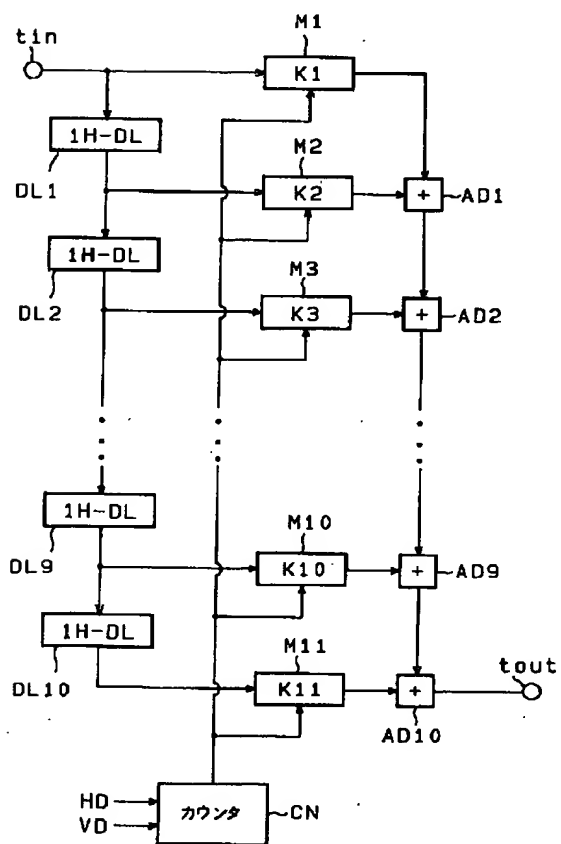 tin
M1
K1
1H-DL
DL1
M2
K2
+
AD1
1H-DL
DL2
M3
K3
+
AD2
1H-DL
DL9
M10
K10
+
AD9
1H-DL
DL10
M11
K11
+
AD10
tout
HD
VD
カウンタ
CN